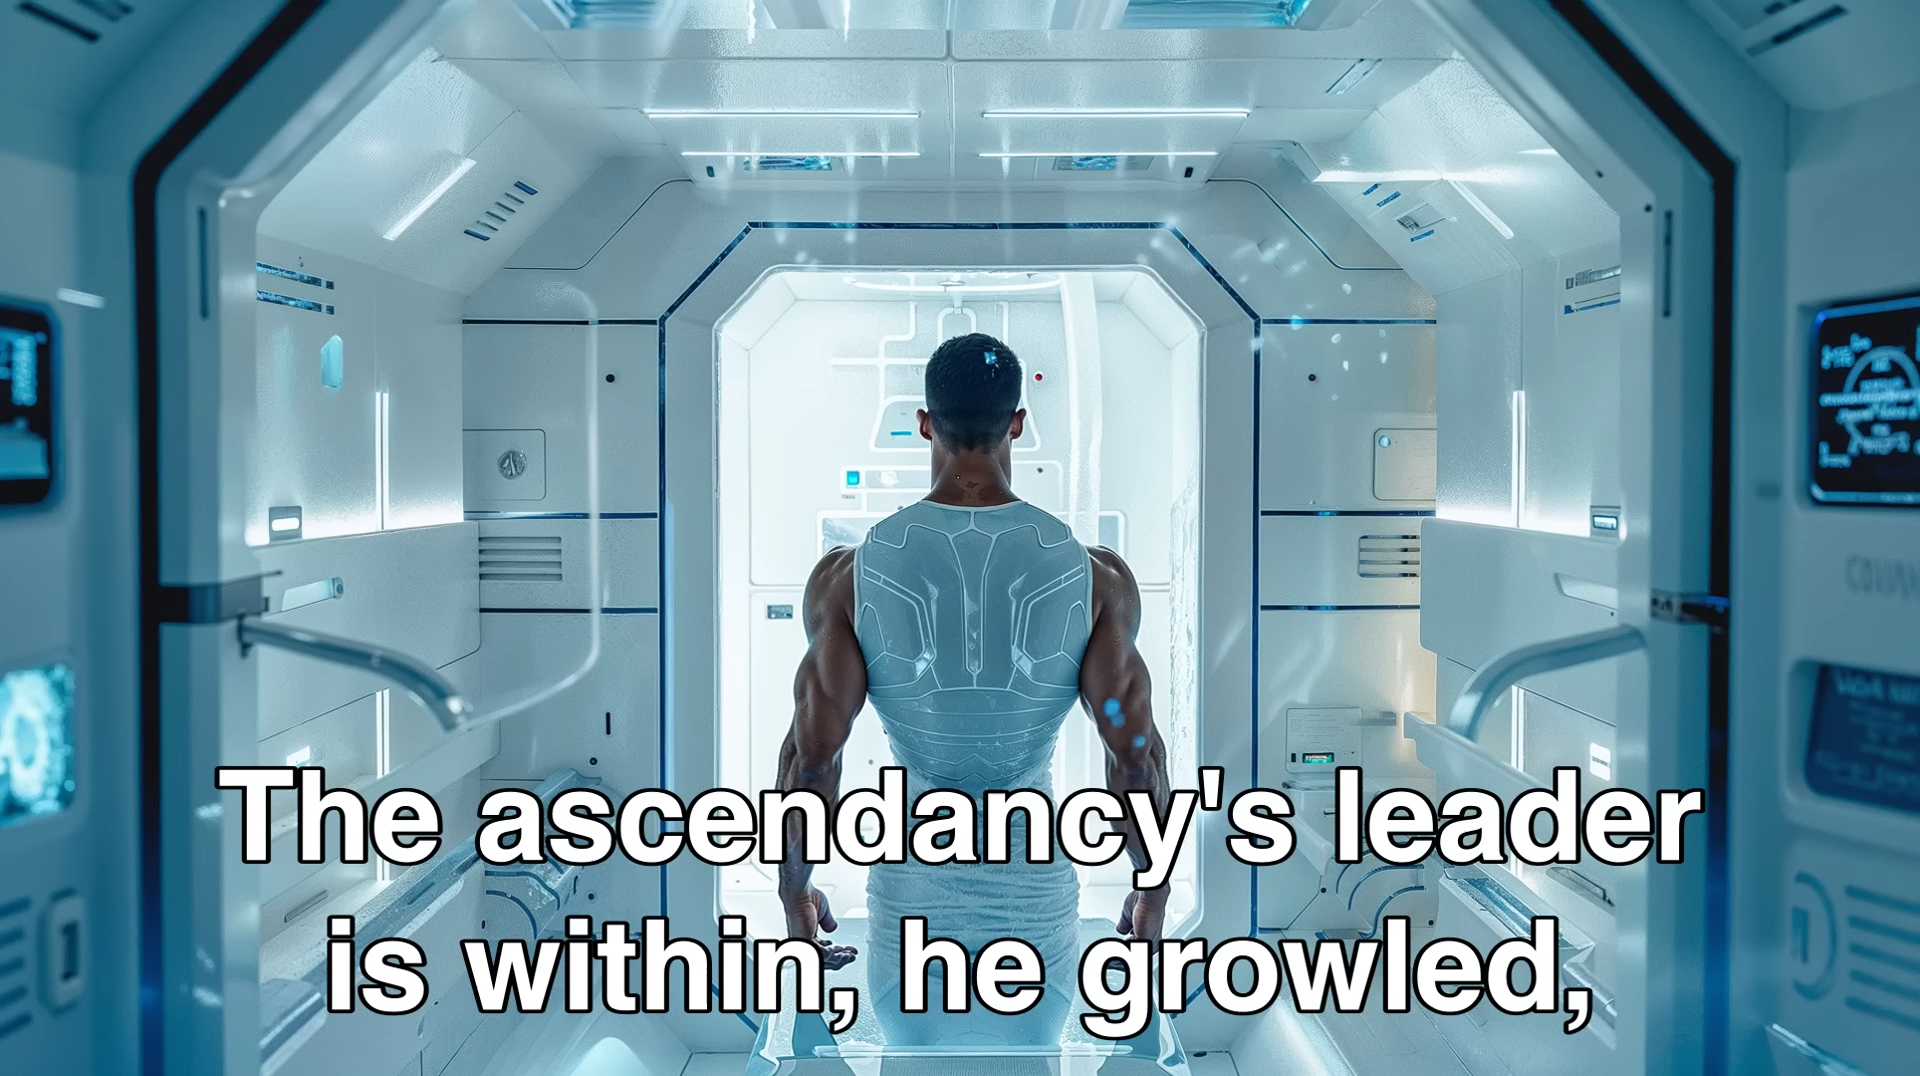 The ascendancy's leader
is within, he growled,